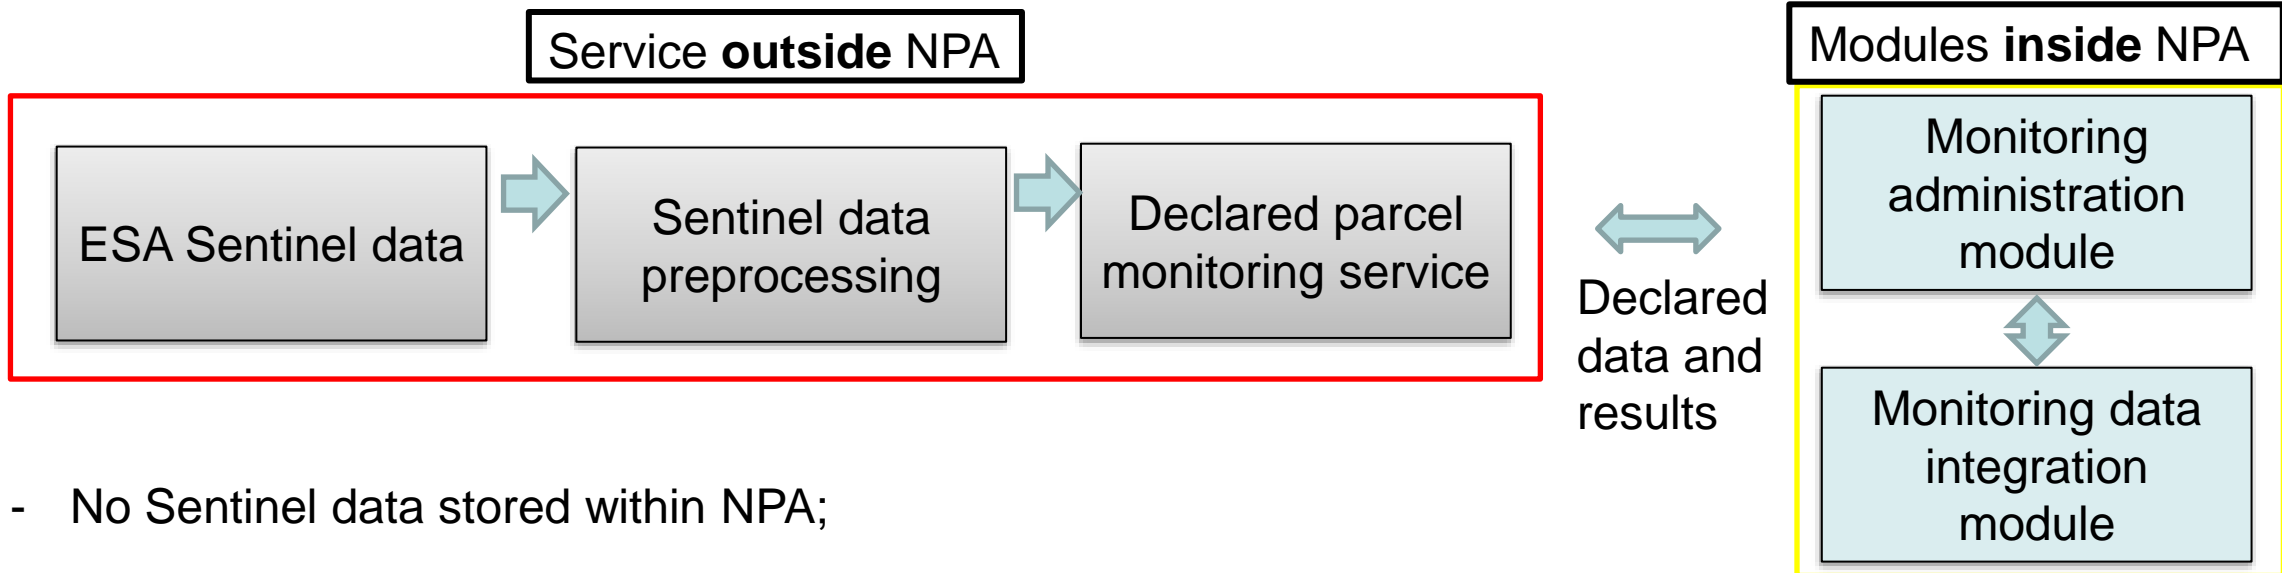 Service outside NPA
Modules inside NPA
ESA Sentinel data
Sentinel data
preprocessing
Declared parcel
monitoring service
Declared
data and
results
Monitoring
administration
module
Monitoring data
integration
module
- No Sentinel data stored within NPA;